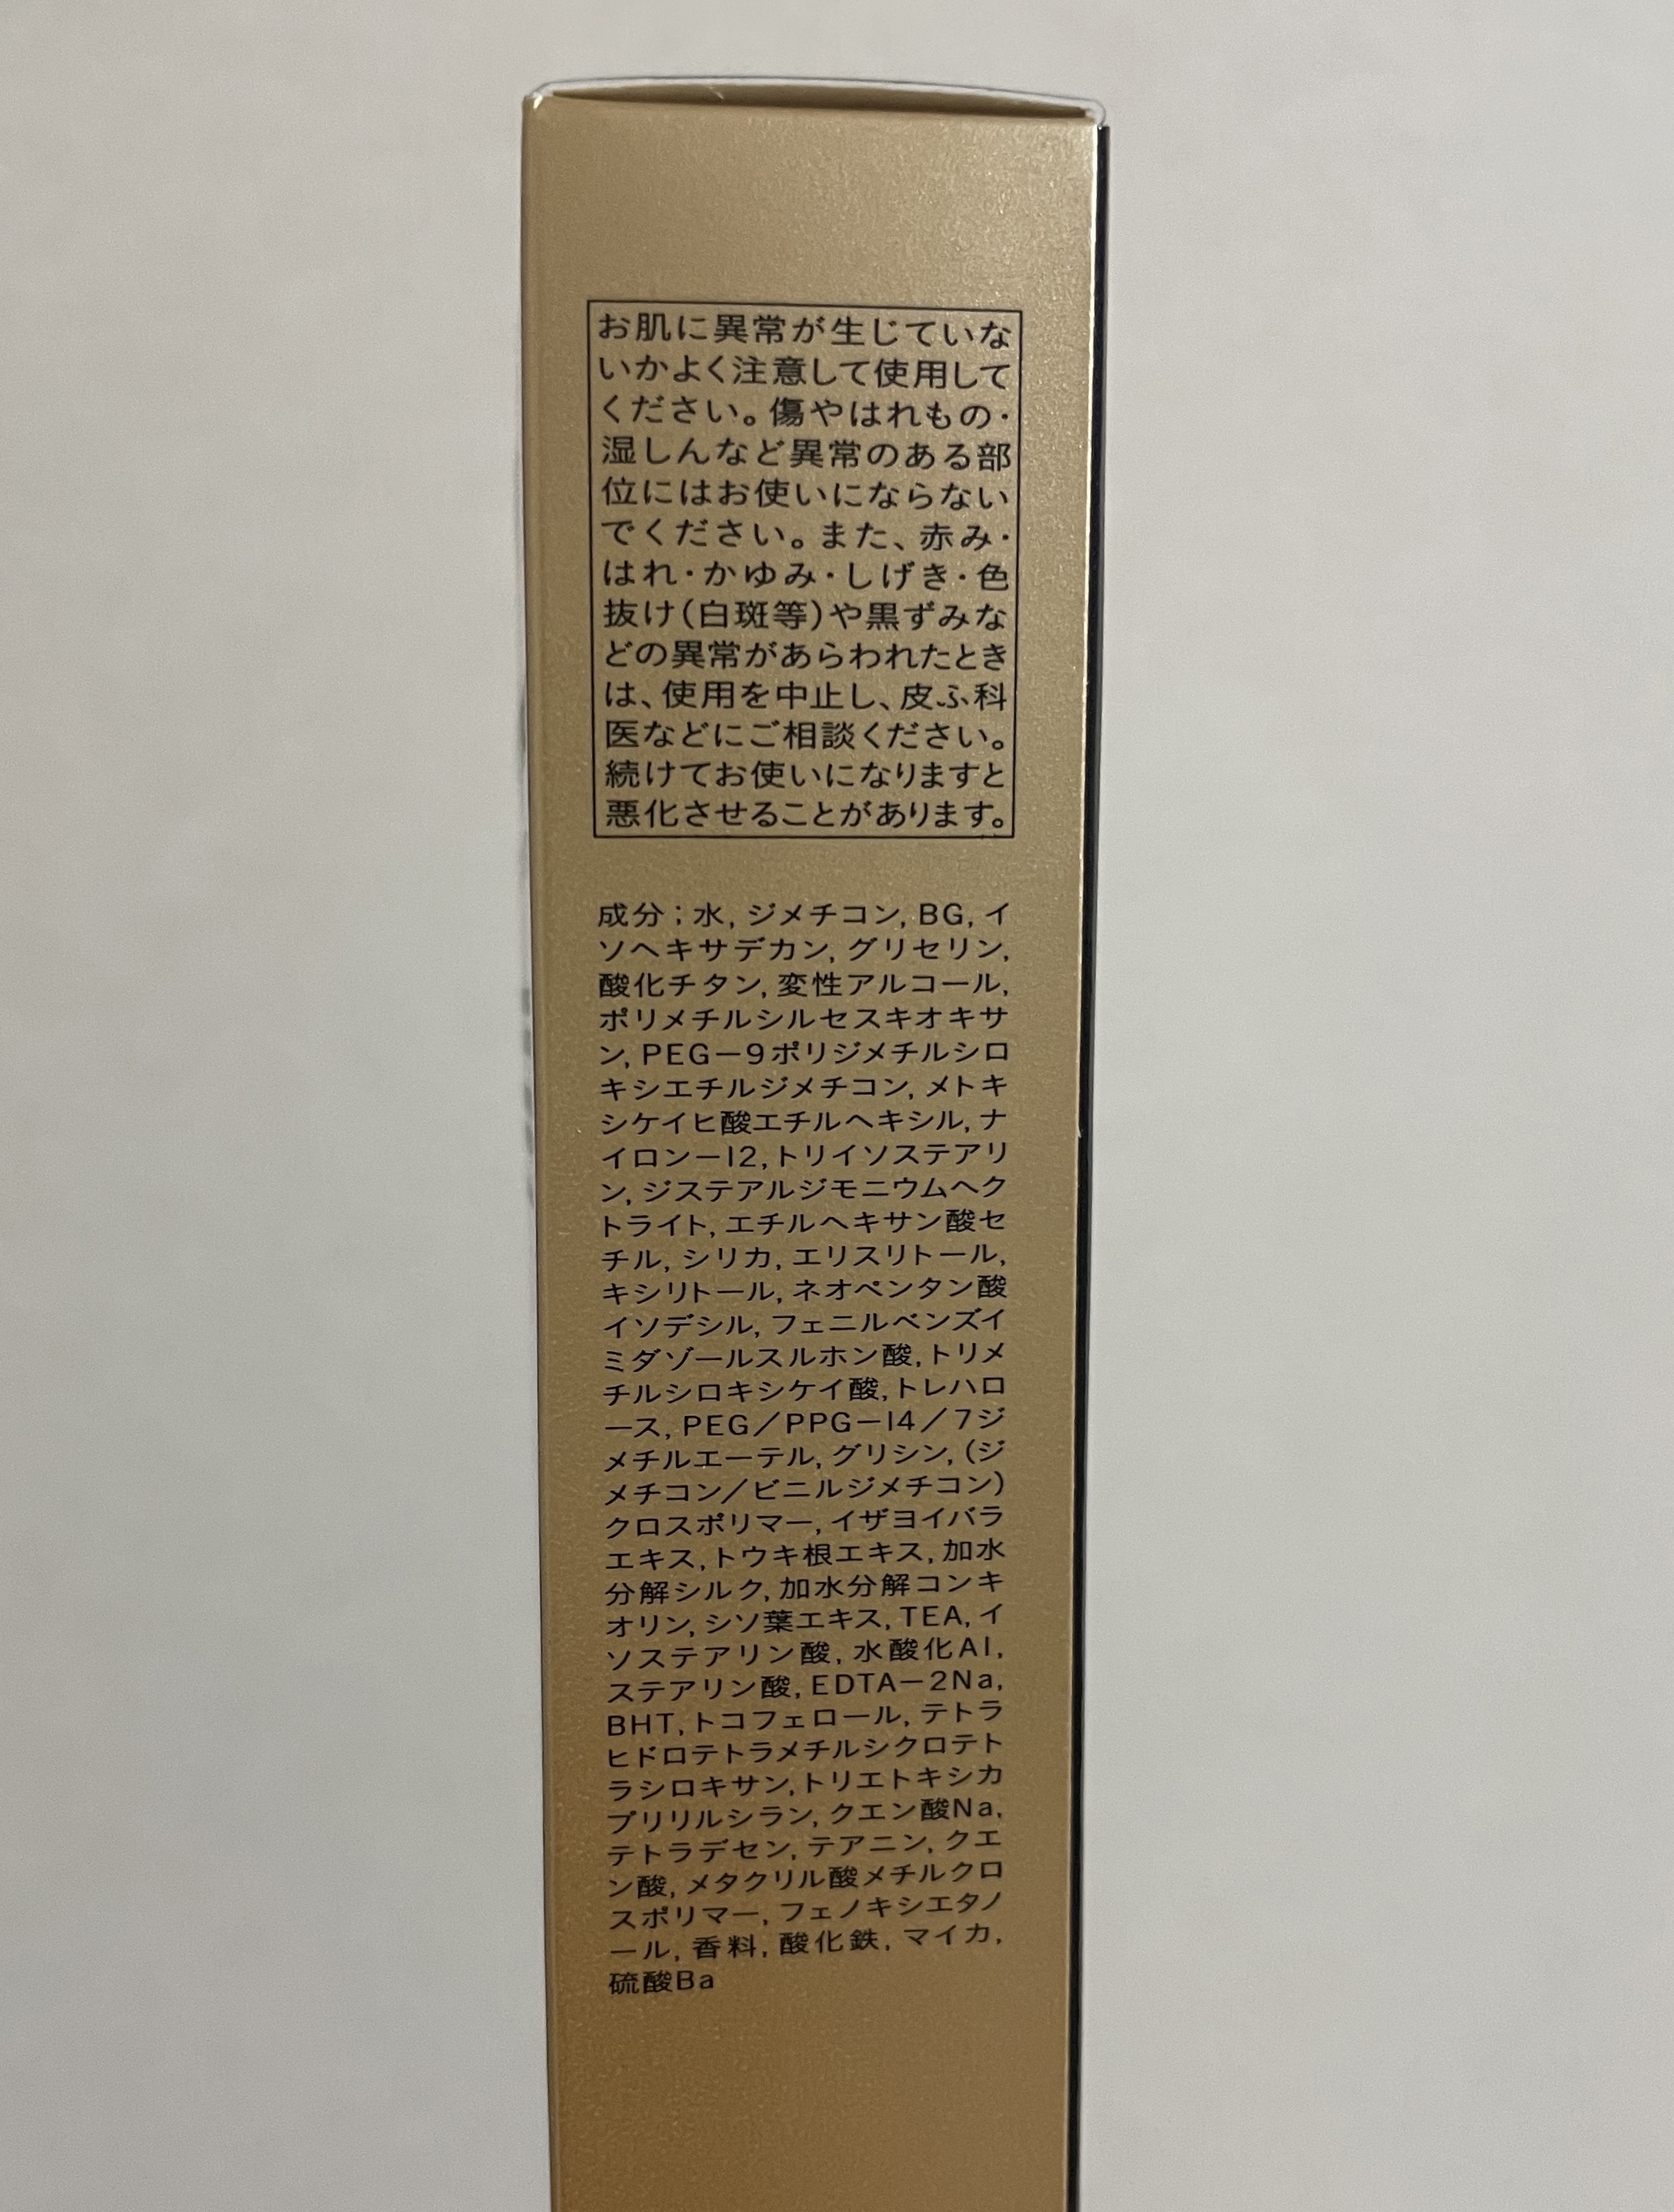 お肌に異常が生じていな
いかよく注意して使用して
ください。傷やはれもの・
湿しんなど異常のある部
位にはお使いにならない
でください。また、赤み・
はれ・かゆみ・しげき・色
抜け(白斑等)や黒ずみな
どの異常があらわれたとき
は、使用を中止し、皮ふ科
医などにご相談ください。
続けてお使いになりますと
悪化させることがあります。
成分；水, ジメチコン, BG, イ
ソヘキサデカン, グリセリン,
酸化チタン, 変性アルコール,
ポリメチルシルセスキオキサ
ン, PEG－9ポリジメチルシロ
キシエチルジメチコン, メトキ
シケイヒ酸エチルヘキシル, ナ
イロン－12, トリイソステアリ
ン, ジステアルジモニウムヘク
トライト, エチルヘキサン酸セ
チル, シリカ, エリスリトール,
キシリトール, ネオペンタン酸
イソデシル, フェニルベンズイ
ミダゾールスルホン酸, トリメ
チルシロキシケイ酸, トレハロ
ース, PEG／PPG－14／7ジ
メチルエーテル, グリシン, (ジ
メチコン／ビニルジメチコン)
クロスポリマー, イザヨイバラ
エキス, トウキ根エキス, 加水
分解シルク, 加水分解コンキ
オリン, シソ葉エキス, TEA, イ
ソステアリン酸, 水酸化Al,
ステアリン酸, EDTA－2Na,
BHT, トコフェロール, テトラ
ヒドロテトラメチルシクロテト
ラシロキサン, トリエトキシカ
プリリルシラン, クエン酸Na,
テトラデセン, テアニン, クエ
ン酸, メタクリル酸メチルクロ
スポリマー, フェノキシエタノ
ール, 香料, 酸化鉄, マイカ,
硫酸Ba